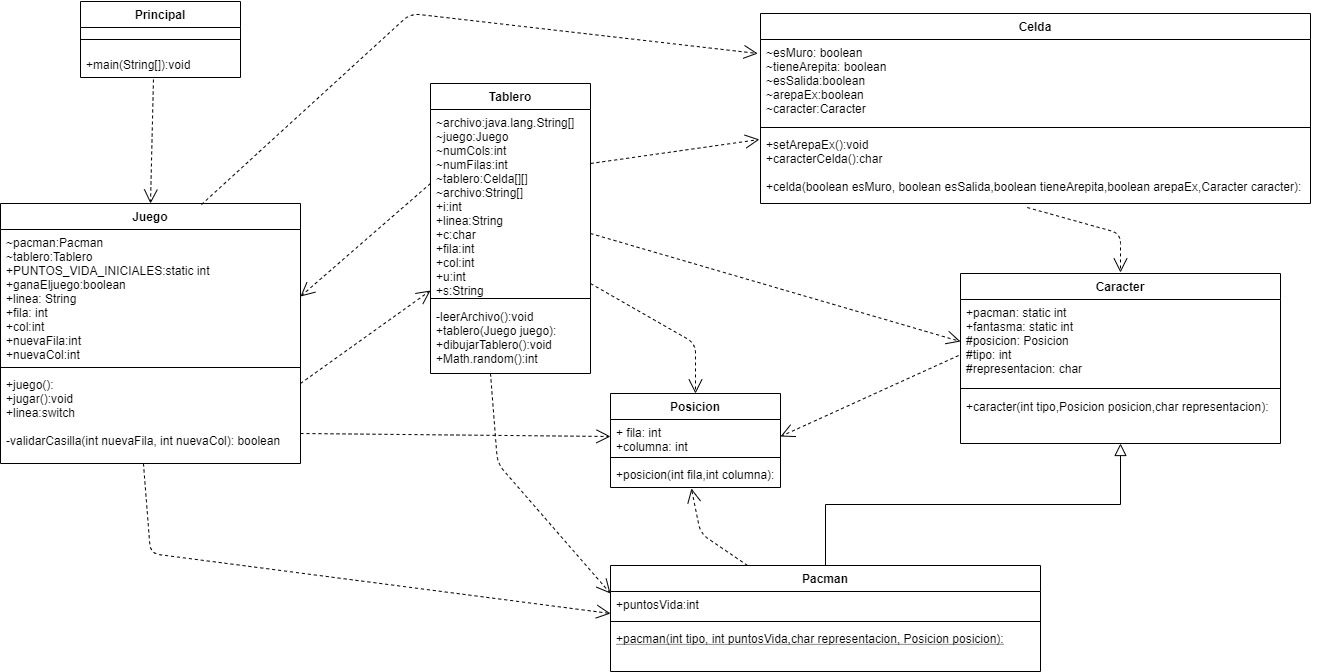 Principal
+main(String[]):void
Celda
~esMuro: boolean
~tieneArepita: boolean
~esSalida:boolean
~arepaEx:boolean
~caracter:Caracter
+setArepaEx():void
+caracterCelda():char
+celda(boolean esMuro, boolean esSalida,boolean tieneArepita,boolean arepaEx,Caracter caracter):
Tablero
~archivo:java.lang.String[]
~juego:Juego
~numCols:int
~numFilas:int
~tablero:Celda[][]
~archivo:String[]
+i:int
+linea:String
+c:char
+fila:int
+col:int
+u:int
+s:String
-leerArchivo():void
+tablero(Juego juego):
+dibujarTablero():void
+Math.random():int
Juego
~pacman:Pacman
~tablero:Tablero
+PUNTOS_VIDA_INICIALES:static int
+ganaEljuego:boolean
+linea: String
+fila: int
+col:int
+nuevaFila:int
+nuevaCol:int
+juego():
+jugar():void
+linea:switch
-validarCasilla(int nuevaFila, int nuevaCol): boolean
Caracter
+pacman: static int
+fantasma: static int
#posicion: Posicion
#tipo: int
#representacion: char
+caracter(int tipo,Posicion posicion,char representacion):
Posicion
+ fila: int
+columna: int
+posicion(int fila,int columna):
Pacman
+puntosVida:int
+pacman(int tipo, int puntosVida,char representacion, Posicion posicion):